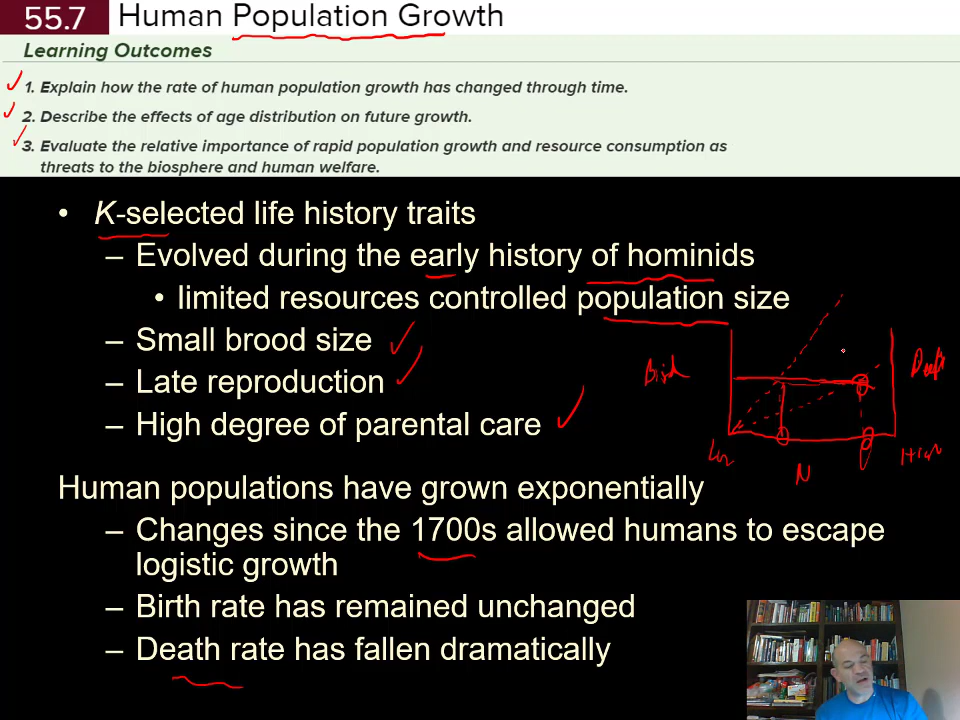 55.7 Human Population Growth
Learning Outcomes
1. Explain how the rate of human population growth has changed through time.
2. Describe the effects of age distribution on future growth.
3. Evaluate the relative importance of rapid population growth and resource consumption as
threats to the biosphere and human welfare.
• K-selected life history traits
– Evolved during the early history of hominids
• limited resources controlled population size
– Small brood size
– Late reproduction
– High degree of parental care
Birth
Death
Low
N
High
Human populations have grown exponentially
– Changes since the 1700s allowed humans to escape
logistic growth
– Birth rate has remained unchanged
– Death rate has fallen dramatically